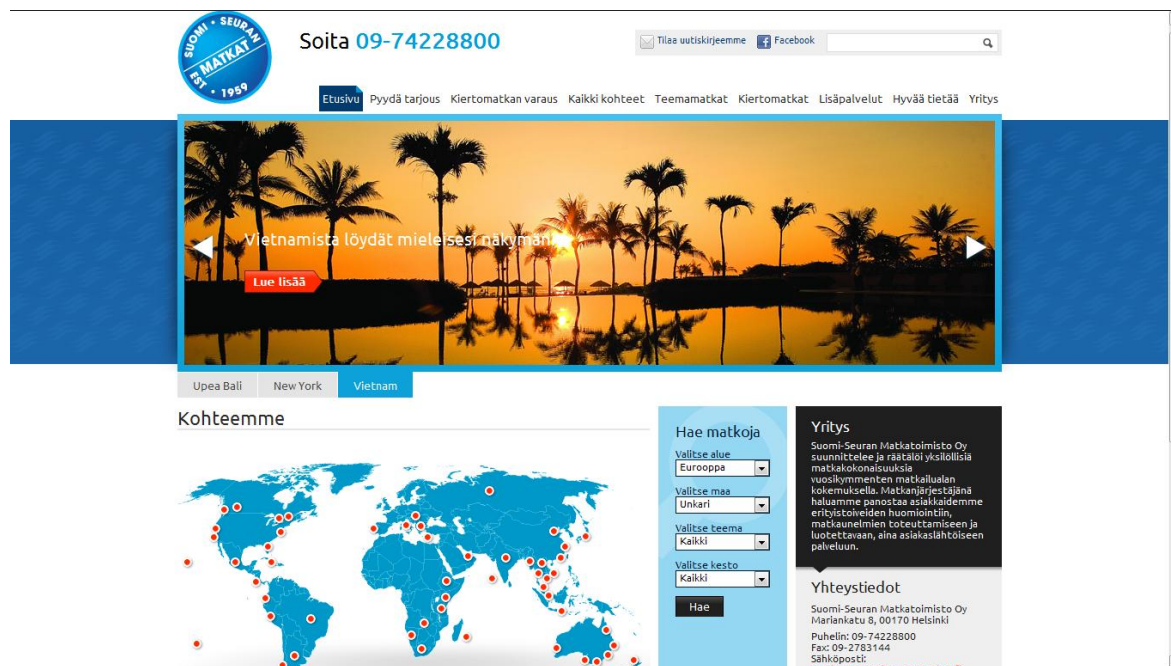 SUOMI • SEURAN
MATKAT
EST • 1959
Soita 09-74228800
Tilaa uutiskirjeemme
Facebook
Etusivu Pyydä tarjous Kiertomatkan varaus Kaikki kohteet Teemamatkat Kiertomatkat Lisäpalvelut Hyvää tietää Yritys
Vietnamista löydät mieleisesi näkymän
Lue lisää
Upea Bali New York Vietnam
Kohteemme
Hae matkoja
Valitse alue
Eurooppa
Valitse maa
Unkari
Valitse teema
Kaikki
Valitse kesto
Kaikki
Hae
Yritys
Suomi-Seuran Matkatoimisto Oy
suunnittelee ja räätälöi yksilöllisiä
matkakokonaisuuksia
vuosikymmenten matkailualan
kokemuksella. Matkanjärjestäjänä
haluamme panostaa asiakkaidemme
erityistoiveiden huomiointiin,
matkaunelmien toteuttamiseen ja
luotettavaan, aina asiakaslähtöiseen
palveluun.
Yhteystiedot
Suomi-Seuran Matkatoimisto Oy
Mariankatu 8, 00170 Helsinki
Puhelin: 09-74228800
Fax: 09-2783144
Sähköposti: